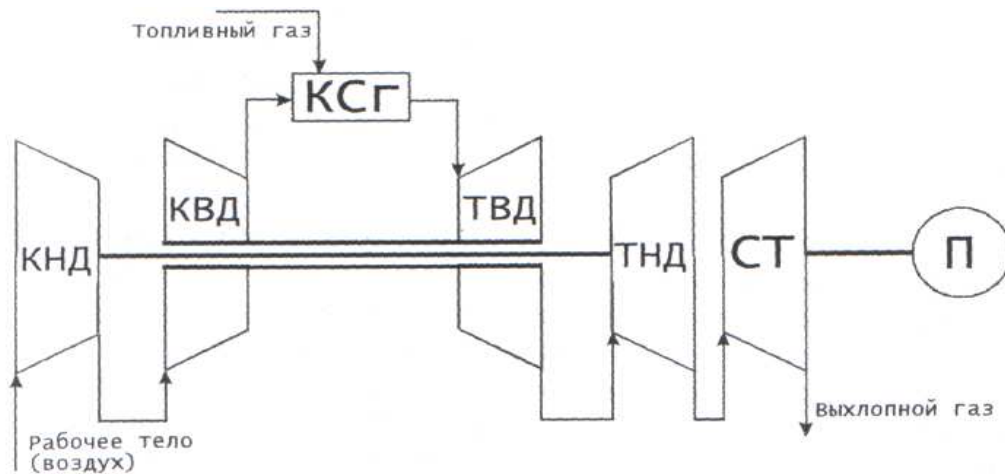 Топливный газ
КСг
КВД
ТВД
КНД
ТНД
СТ
П
Рабочее тело
(воздух)
Выхлопной газ